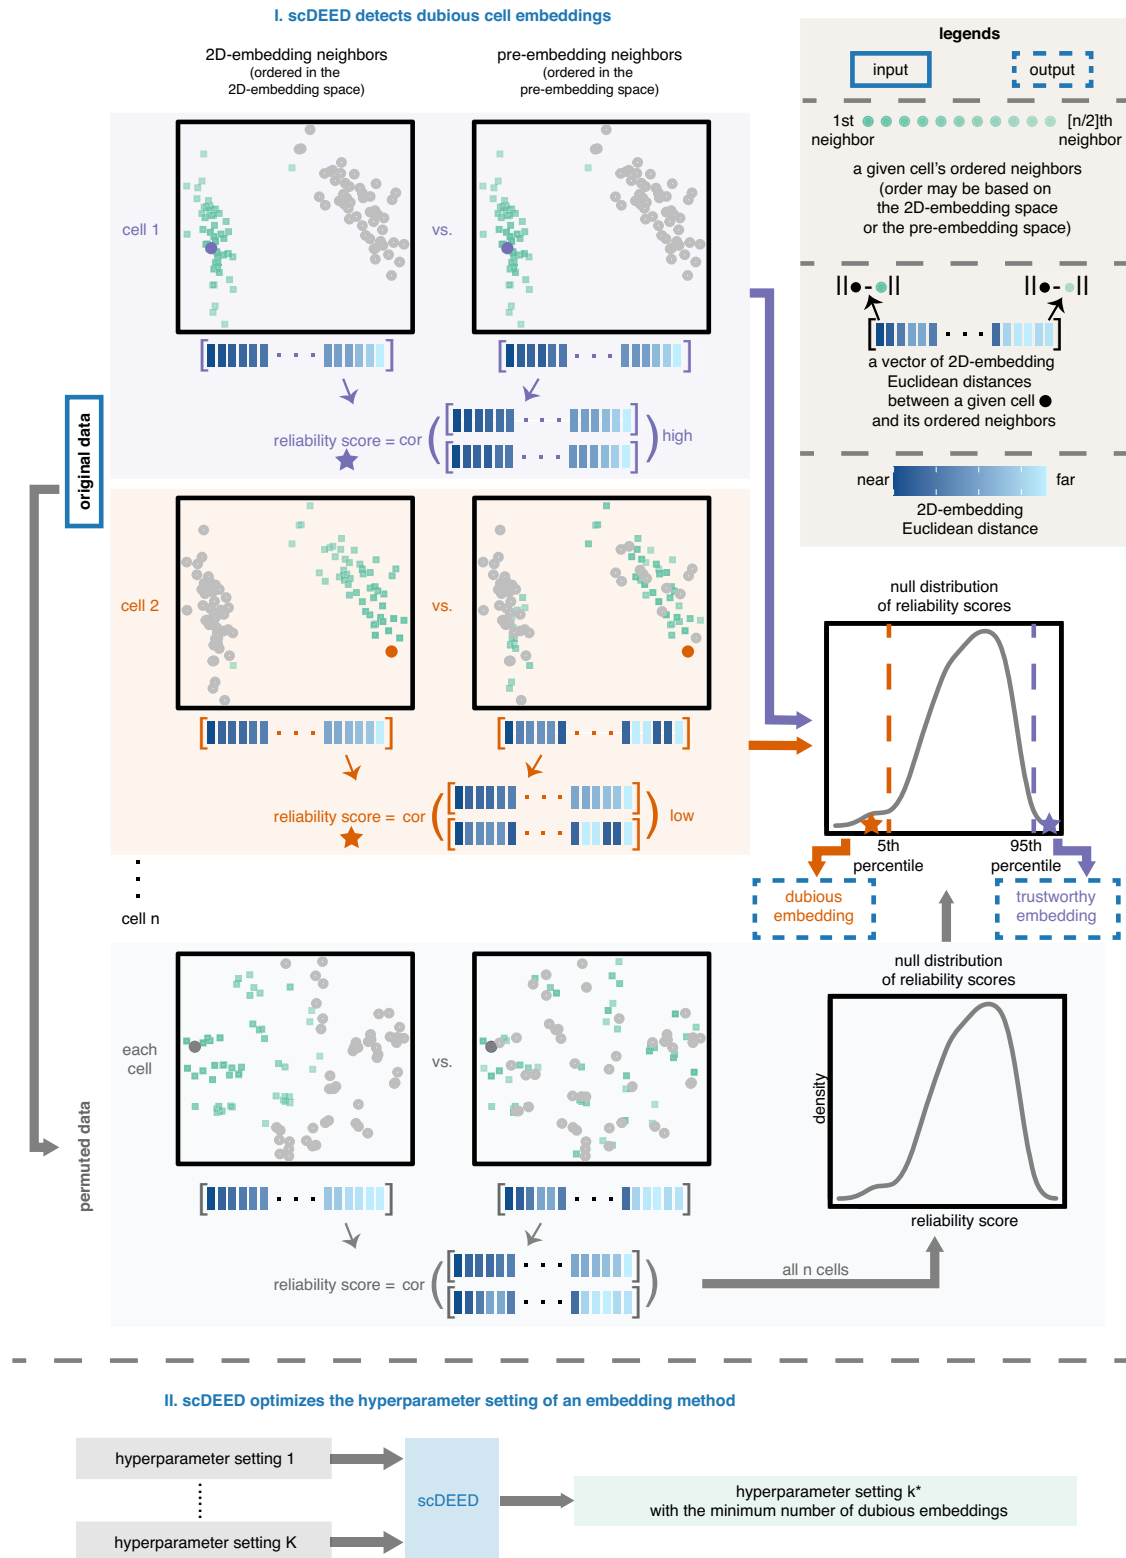 I. scDEED detects dubious cell embeddings
2D-embedding neighbors
(ordered in the
2D-embedding space)
pre-embedding neighbors
(ordered in the
pre-embedding space)
legends
input
output
1st
neighbor
[n/2]th
neighbor
a given cell's ordered neighbors
(order may be based on
the 2D-embedding space
or the pre-embedding space)
||●-●||
||●-●||
[ · · · ]
a vector of 2D-embedding
Euclidean distances
between a given cell ●
and its ordered neighbors
near
far
2D-embedding
Euclidean distance
original data
cell 1
vs.
reliability score = cor
high
cell 2
vs.
reliability score = cor
low
cell n
null distribution
of reliability scores
5th
percentile
95th
percentile
dubious
embedding
trustworthy
embedding
permuted data
each
cell
vs.
reliability score = cor
all n cells
null distribution
of reliability scores
density
reliability score
II. scDEED optimizes the hyperparameter setting of an embedding method
hyperparameter setting 1
hyperparameter setting K
scDEED
hyperparameter setting k*
with the minimum number of dubious embeddings